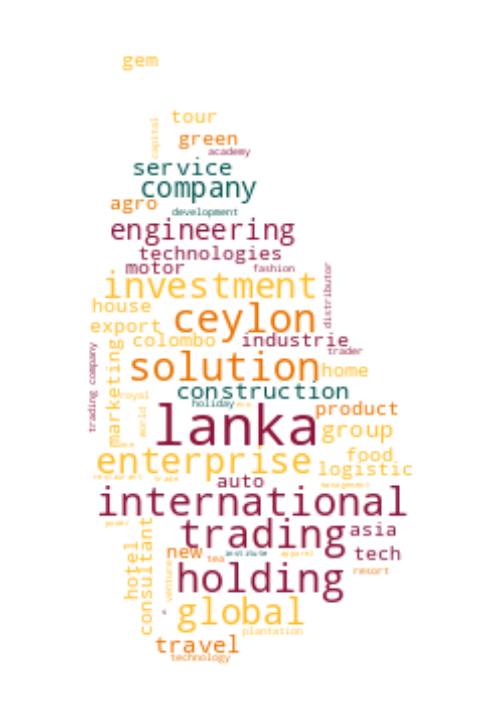 gem
tour
capital
green
academy
service
company
agro
development
engineering
technologies
motor
fashion
investment
distributor
house
ceylon
export
colombo
industrie
trader
trading company
marketing
solution
home
construction
royal
holiday
world
lanka
product
group
enterprise
food
logistic
restaurant
trade
auto
management
international
power
trading
asia
hotel
consultant
new
tea
institute
apparel
tech
venture
holding
resort
global
plantation
travel
technology